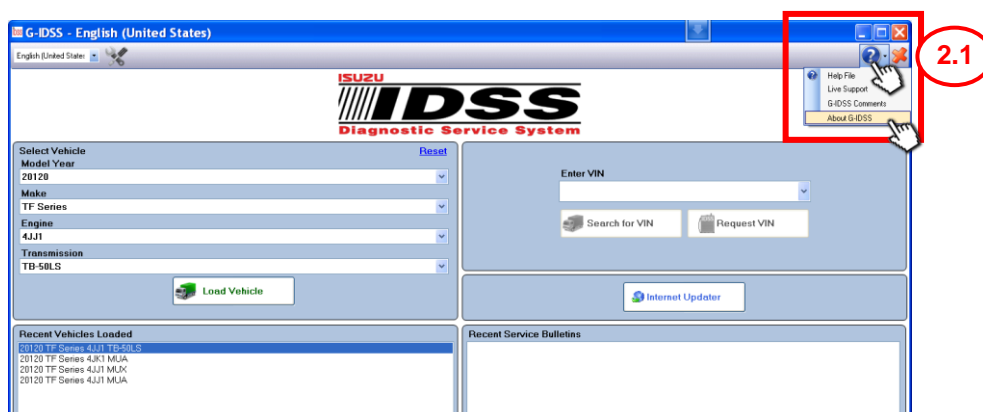 G-IDSS - English (United States)
English (United States
2.1
Help File
Live Support
G-IDSS Comments
About G-IDSS
ISUZU
IDSS
Diagnostic Service System
Select Vehicle
Reset
Model Year
20120
Make
TF Series
Engine
4JJ1
Transmission
TB-50LS
Load Vehicle
Enter VIN
Search for VIN
Request VIN
Internet Updater
Recent Vehicles Loaded
20120 TF Series 4JJ1 TB-50LS
20120 TF Series 4JK1 MUA
20120 TF Series 4JJ1 MUX
20120 TF Series 4JJ1 MUA
Recent Service Bulletins